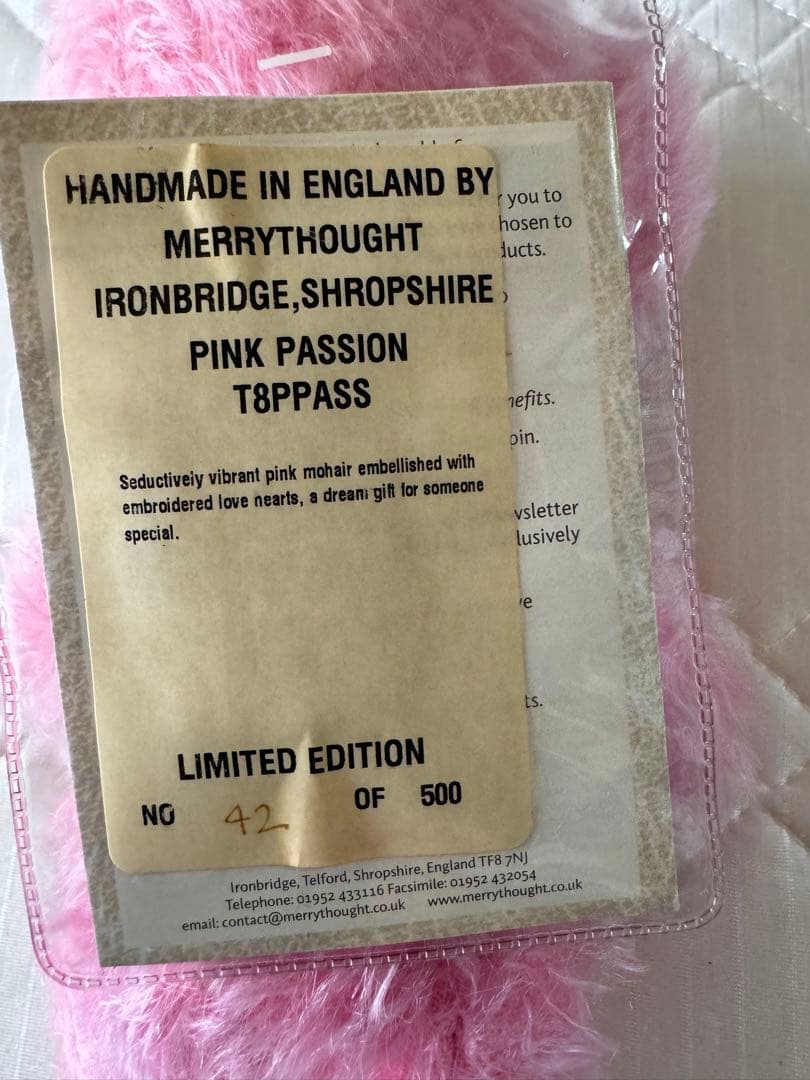 HANDMADE IN ENGLAND BY
MERRYTHOUGHT
IRONBRIDGE,SHROPSHIRE
PINK PASSION
T8PPASS
Seductively vibrant pink mohair embellished with
embroidered love nearts, a dream gift for someone
special.
LIMITED EDITION
NO 42 OF 500
you to
hosen to
ducts.
nefits.
pin.
wsletter
lusively
ve
ts.
Ironbridge, Telford, Shropshire, England TF8 7NJ
Telephone: 01952 433116 Facsimile: 01952 432054
email: contact@merrythought.co.uk www.merrythought.co.uk